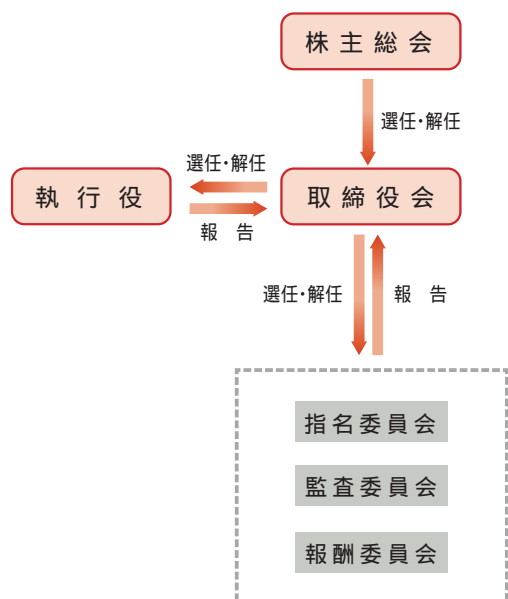 株主総会
選任・解任
選任・解任
執行役
取締役会
報告
選任・解任
報告
指名委員会
監査委員会
報酬委員会